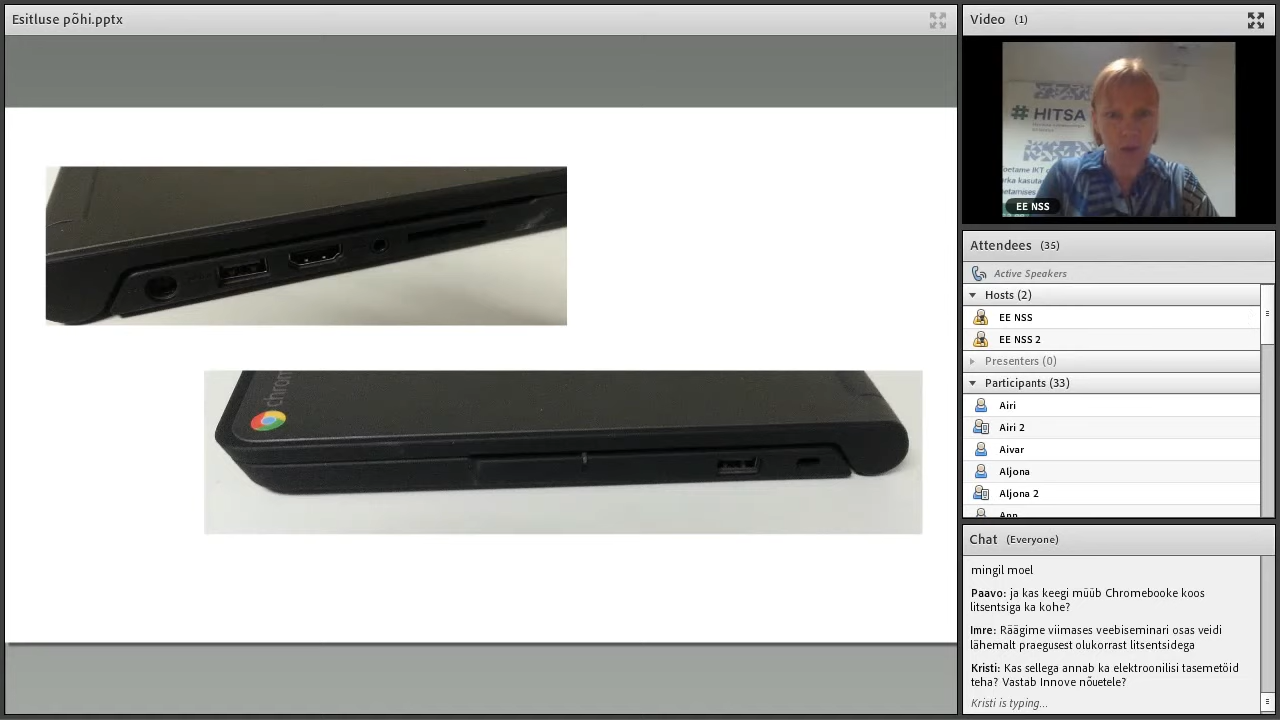 Esitluse põhi.pptx
chrom
Video (1)
# HITSA
EE NSS
Attendees (35)
Active Speakers
Hosts (2)
EE NSS
EE NSS 2
Presenters (0)
Participants (33)
Airi
Airi 2
Aivar
Aljona
Aljona 2
Ann
Chat (Everyone)
mingil moel
Paavo: ja kas keegi müüb Chromebooke koos
litsentsiga ka kohe?
Imre: Räägime viimases veebiseminari osas veidi
lähemalt praegusest olukorrast litsentsidega
Kristi: Kas sellega annab ka elektroonilisi tasemetöid
teha? Vastab Innove nõuetele?
Kristi is typing...